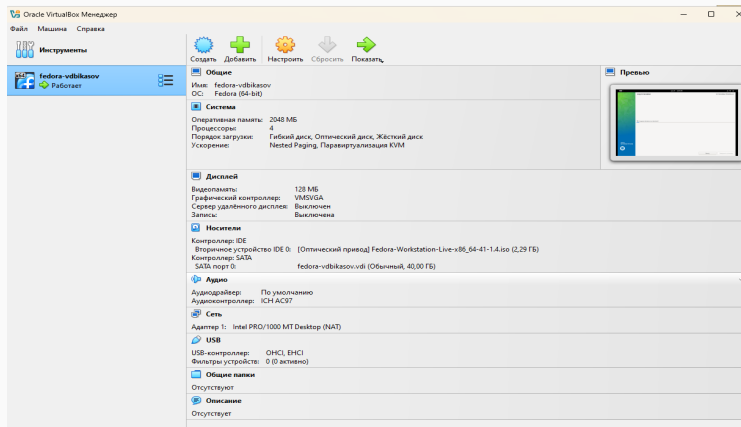 Oracle VirtualBox Менеджер
Файл Машина Справка
Инструменты
Создать Добавить Настроить Сбросить Показать
fedora-vdbikasov
Работает
Общие
Имя: fedora-vdbikasov
ОС: Fedora (64-bit)
Превью
Система
Оперативная память: 2048 МБ
Процессоры: 4
Порядок загрузки: Гибкий диск, Оптический диск, Жёсткий диск
Ускорение: Nested Paging, Паравиртуализация KVM
Дисплей
Видеопамять: 128 МБ
Графический контроллер: VMSVGA
Сервер удалённого дисплея: Выключен
Запись: Выключена
Носители
Контроллер: IDE
Вторичное устройство IDE 0: [Оптический привод] Fedora-Workstation-Live-x86_64-41-1.4.iso (2,29 ГБ)
Контроллер: SATA
SATA порт 0: fedora-vdbikasov.vdi (Обычный, 40,00 ГБ)
Аудио
Аудиодрайвер: По умолчанию
Аудиоконтроллер: ICH AC97
Сеть
Адаптер 1: Intel PRO/1000 MT Desktop (NAT)
USB
USB-контроллер: OHCI, EHCI
Фильтры устройств: 0 (0 активно)
Общие папки
Отсутствуют
Описание
Отсутствует